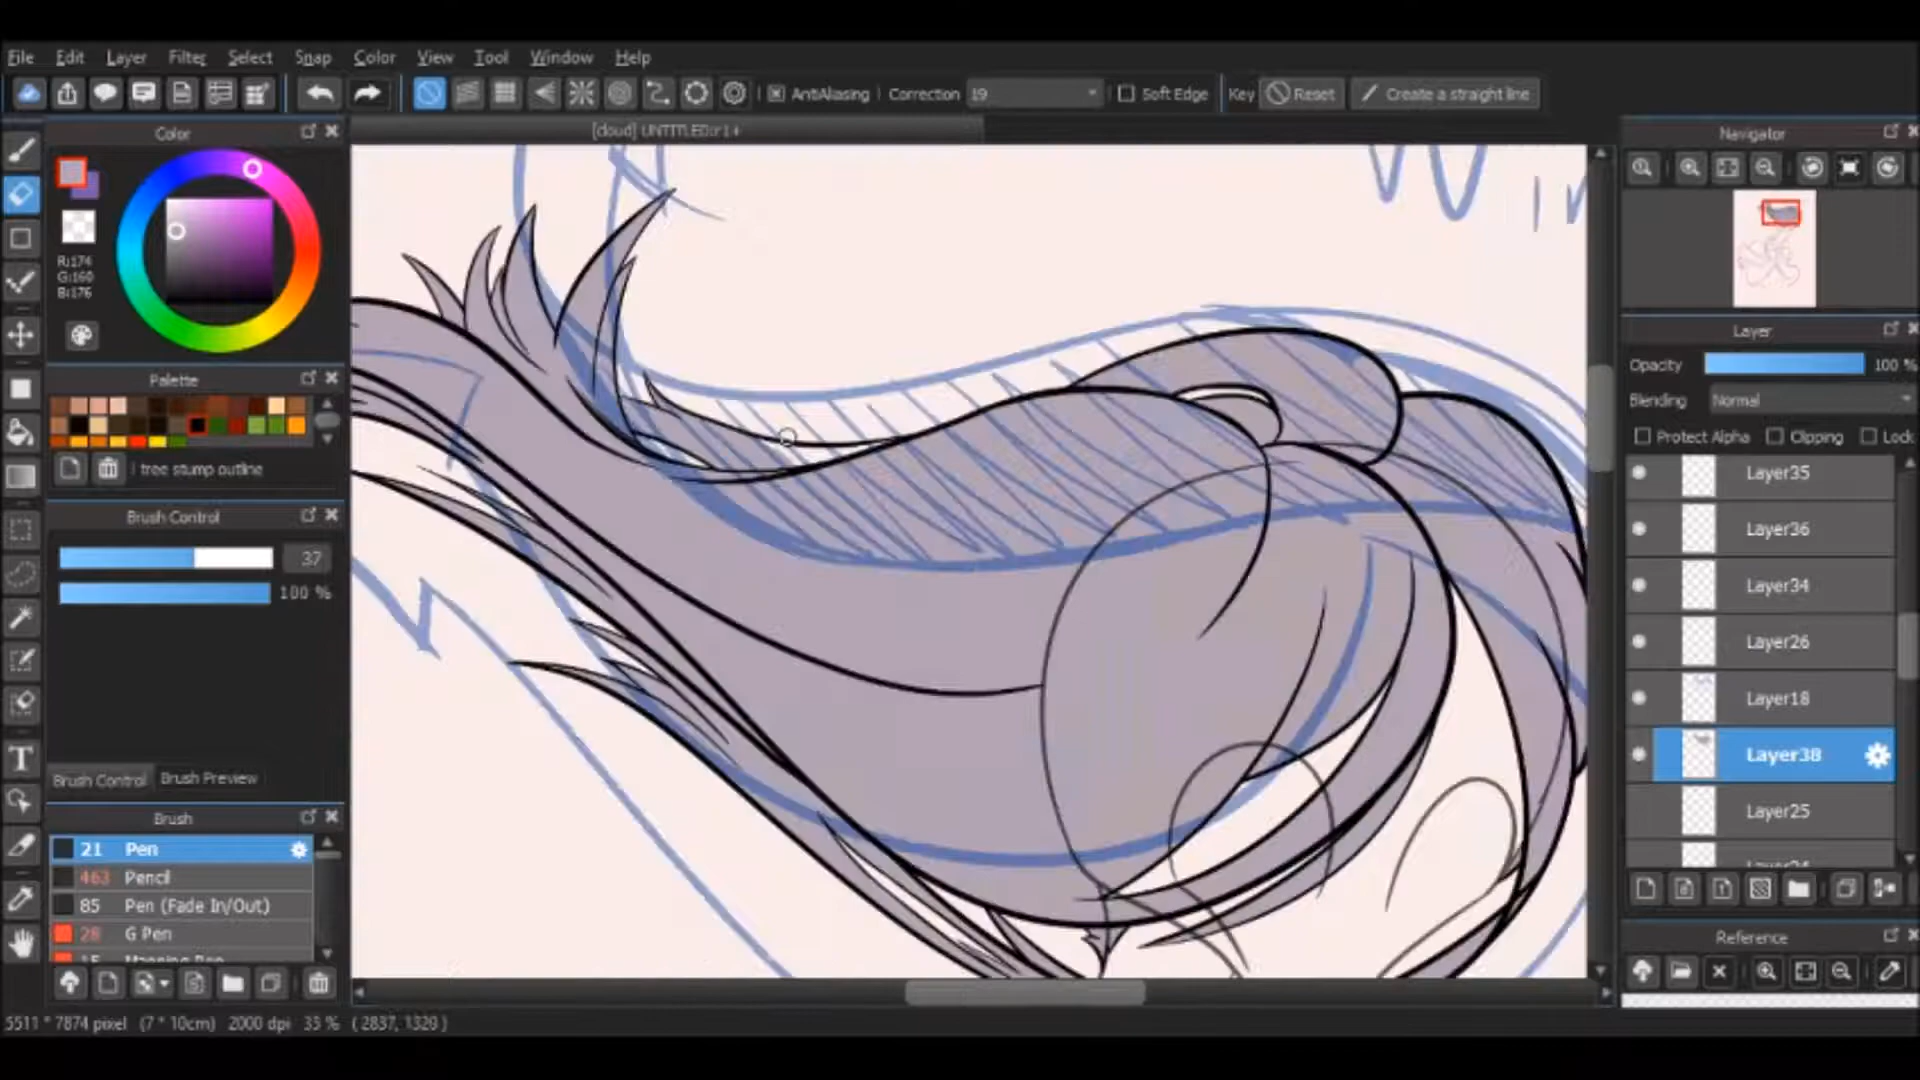 File Edit Layer Filter Select Snap Color View Tool Window Help
AntiAliasing Correction 19 Soft Edge Key Reset Create a straight line
Color
R:174
G:160
B:176
Palette
tree stump outline
Brush Control
37
100 %
Brush Control Brush Preview
Brush
21 Pen
463 Pencil
85 Pen (Fade In/Out)
28 G Pen
5511 * 7874 pixel (7 * 10cm) 2000 dpi 33 % ( 2837, 1320 )
Navigator
Layer
Opacity 100 %
Blending Normal
Protect Alpha Clipping Lock
Layer35
Layer36
Layer34
Layer26
Layer18
Layer38
Layer25
Reference